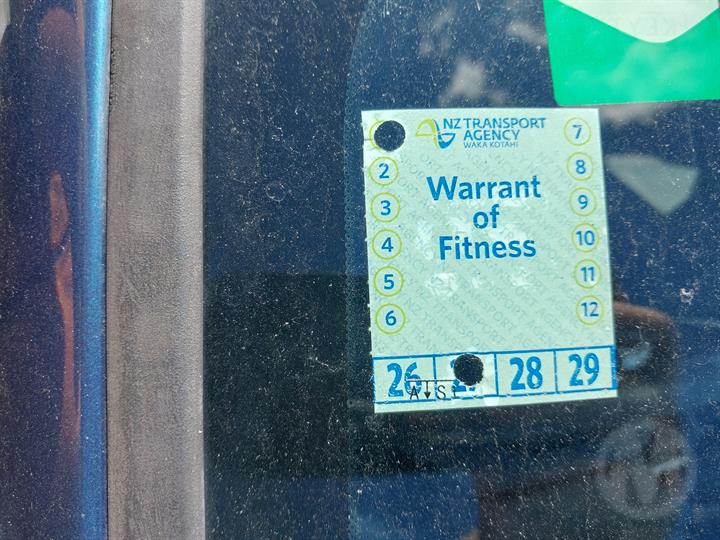 NZ TRANSPORT
AGENCY
WAKA KOTAHI
Warrant
of
Fitness
2
3
4
5
6
7
8
9
10
11
12
26 28 29